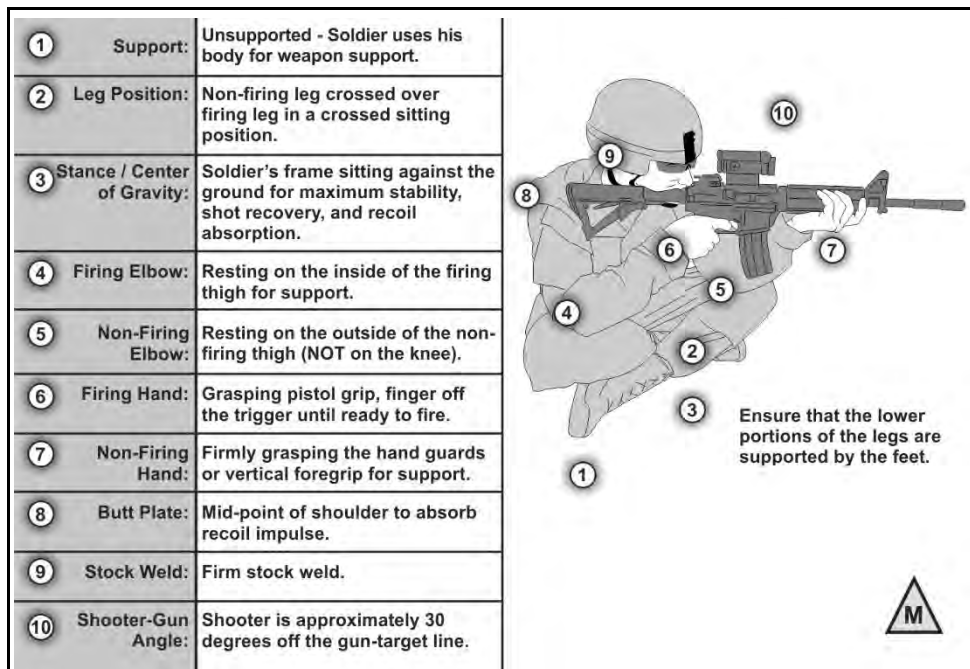 1 Support: Unsupported - Soldier uses his
body for weapon support.
2 Leg Position: Non-firing leg crossed over
firing leg in a crossed sitting
position.
3 Stance / Center
of Gravity: Soldier's frame sitting against the
ground for maximum stability,
shot recovery, and recoil
absorption.
4 Firing Elbow: Resting on the inside of the firing
thigh for support.
5 Non-Firing
Elbow: Resting on the outside of the non-
firing thigh (NOT on the knee).
6 Firing Hand: Grasping pistol grip, finger off
the trigger until ready to fire.
7 Non-Firing
Hand: Firmly grasping the hand guards
or vertical foregrip for support.
8 Butt Plate: Mid-point of shoulder to absorb
recoil impulse.
9 Stock Weld: Firm stock weld.
10 Shooter-Gun
Angle: Shooter is approximately 30
degrees off the gun-target line.
10
9
8
6
7
5
4
2
3
1
Ensure that the lower
portions of the legs are
supported by the feet.
M